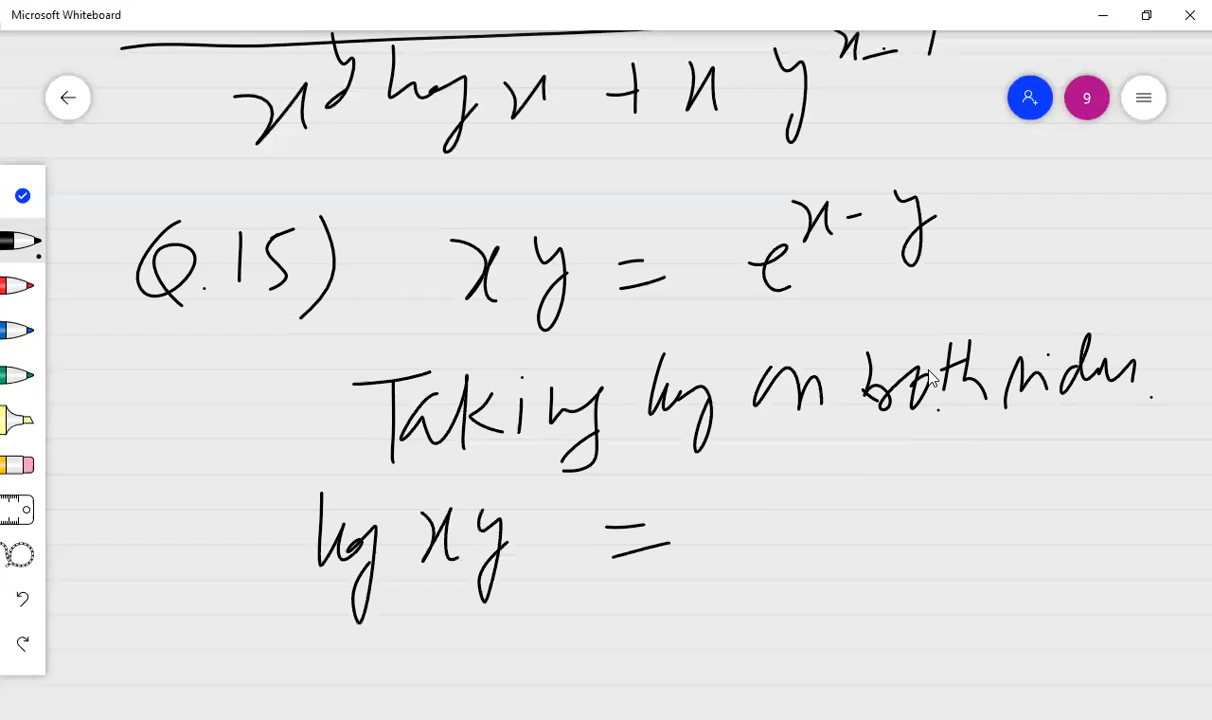 Microsoft Whiteboard
x^y log x + x y^{x-1}
9
Q.15) xy = e^{x-y}
Taking log on both sides.
log xy =